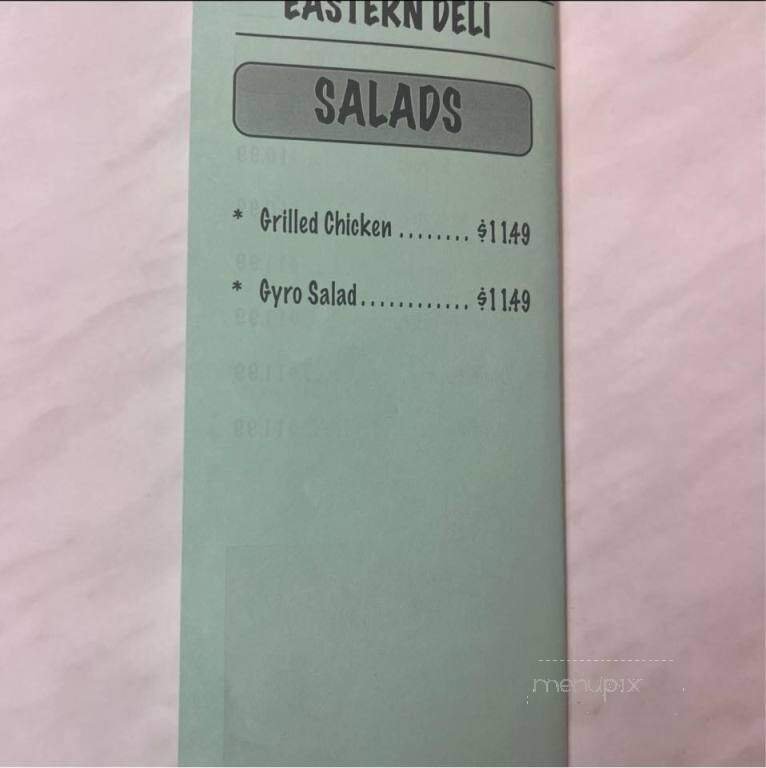 EASTERN DELI
SALADS
* Grilled Chicken ........ $11.49
* Gyro Salad............ $11.49
menupix